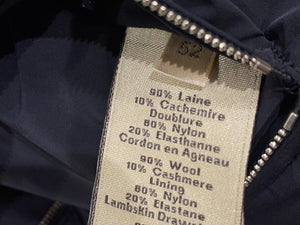 52
90% Laine
10% Cachemire
Doublure
80% Nylon
20% Elasthanne
Cordon en Agneau
90% Wool
10% Cashmere
Lining
80% Nylon
20% Elastane
Lambskin